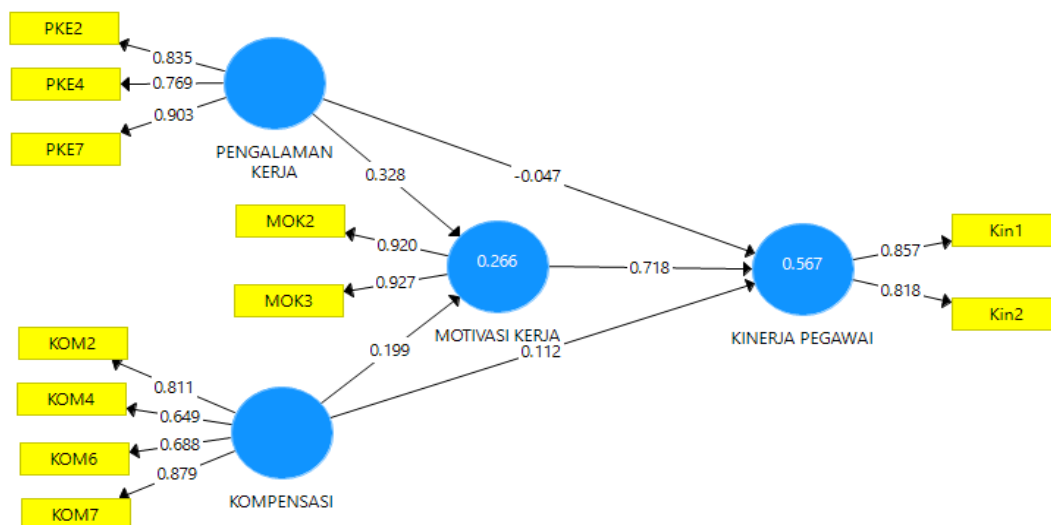 PKE2
0.835
PKE4
0.769
PKE7
0.903
PENGALAMAN
KERJA
0.328
-0.047
MOK2
0.920
MOK3
0.927
0.266
MOTIVASI KERJA
0.718
0.567
KINERJA PEGAWAI
0.857
Kin1
0.818
Kin2
0.199
0.112
KOM2
0.811
KOM4
0.649
KOM6
0.688
KOM7
0.879
KOMPENSASI